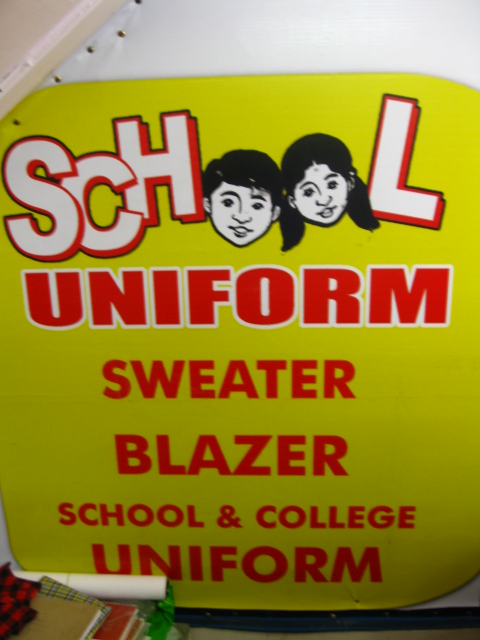 SCHOOL
UNIFORM
SWEATER
BLAZER
SCHOOL & COLLEGE
UNIFORM